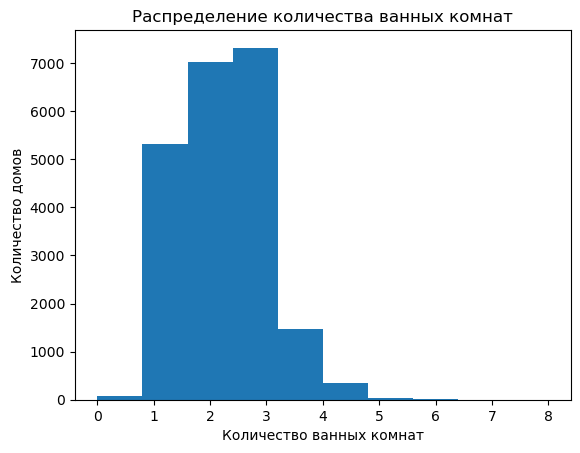 Распределение количества ванных комнат
7000
6000
5000
4000
3000
2000
1000
0
Количество домов
0 1 2 3 4 5 6 7 8
Количество ванных комнат